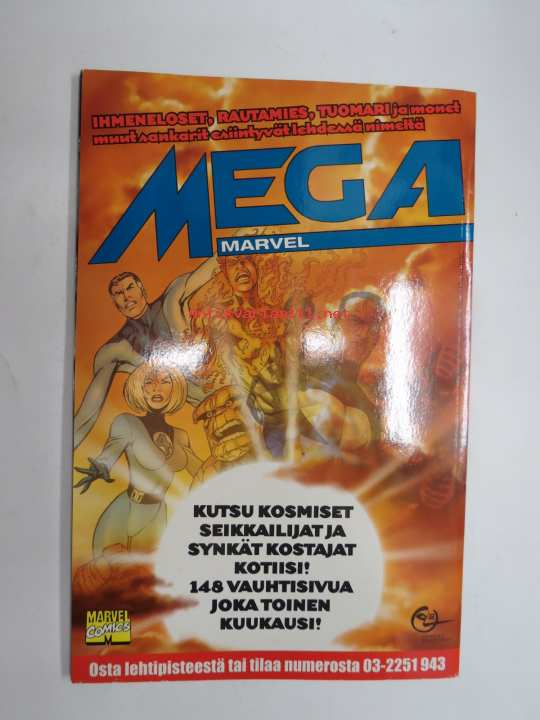 IHMENELOSET, RAUTAMIES, TUOMARI ja monet
muut sankarit esiintyvät lehdessä nimeltä
MEGA
MARVEL
KUTSU KOSMISET
SEIKKAILIJAT JA
SYNKÄT KOSTAJAT
KOTIISI!
148 VAUHTISIVUA
JOKA TOINEN
KUUKAUSI!
MARVEL
COMICS
M
Osta lehtipisteestä tai tilaa numerosta 03-2251 943